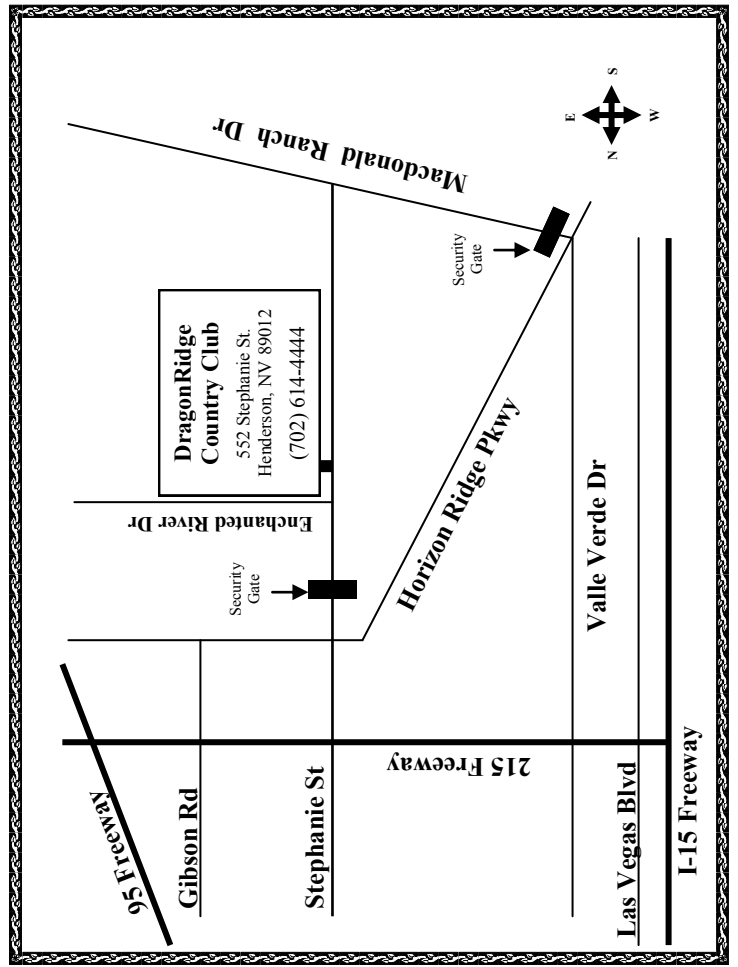 DragonRidge
Country Club
552 Stephanie St.
Henderson, NV 89012
(702) 614-4444
Macdonald Ranch Dr
E
S
N
W
Security
Gate
Enchanted River Dr
Horizon Ridge Pkwy
Security
Gate
Valle Verde Dr
95 Freeway
Gibson Rd
Stephanie St
215 Freeway
Las Vegas Blvd
I-15 Freeway